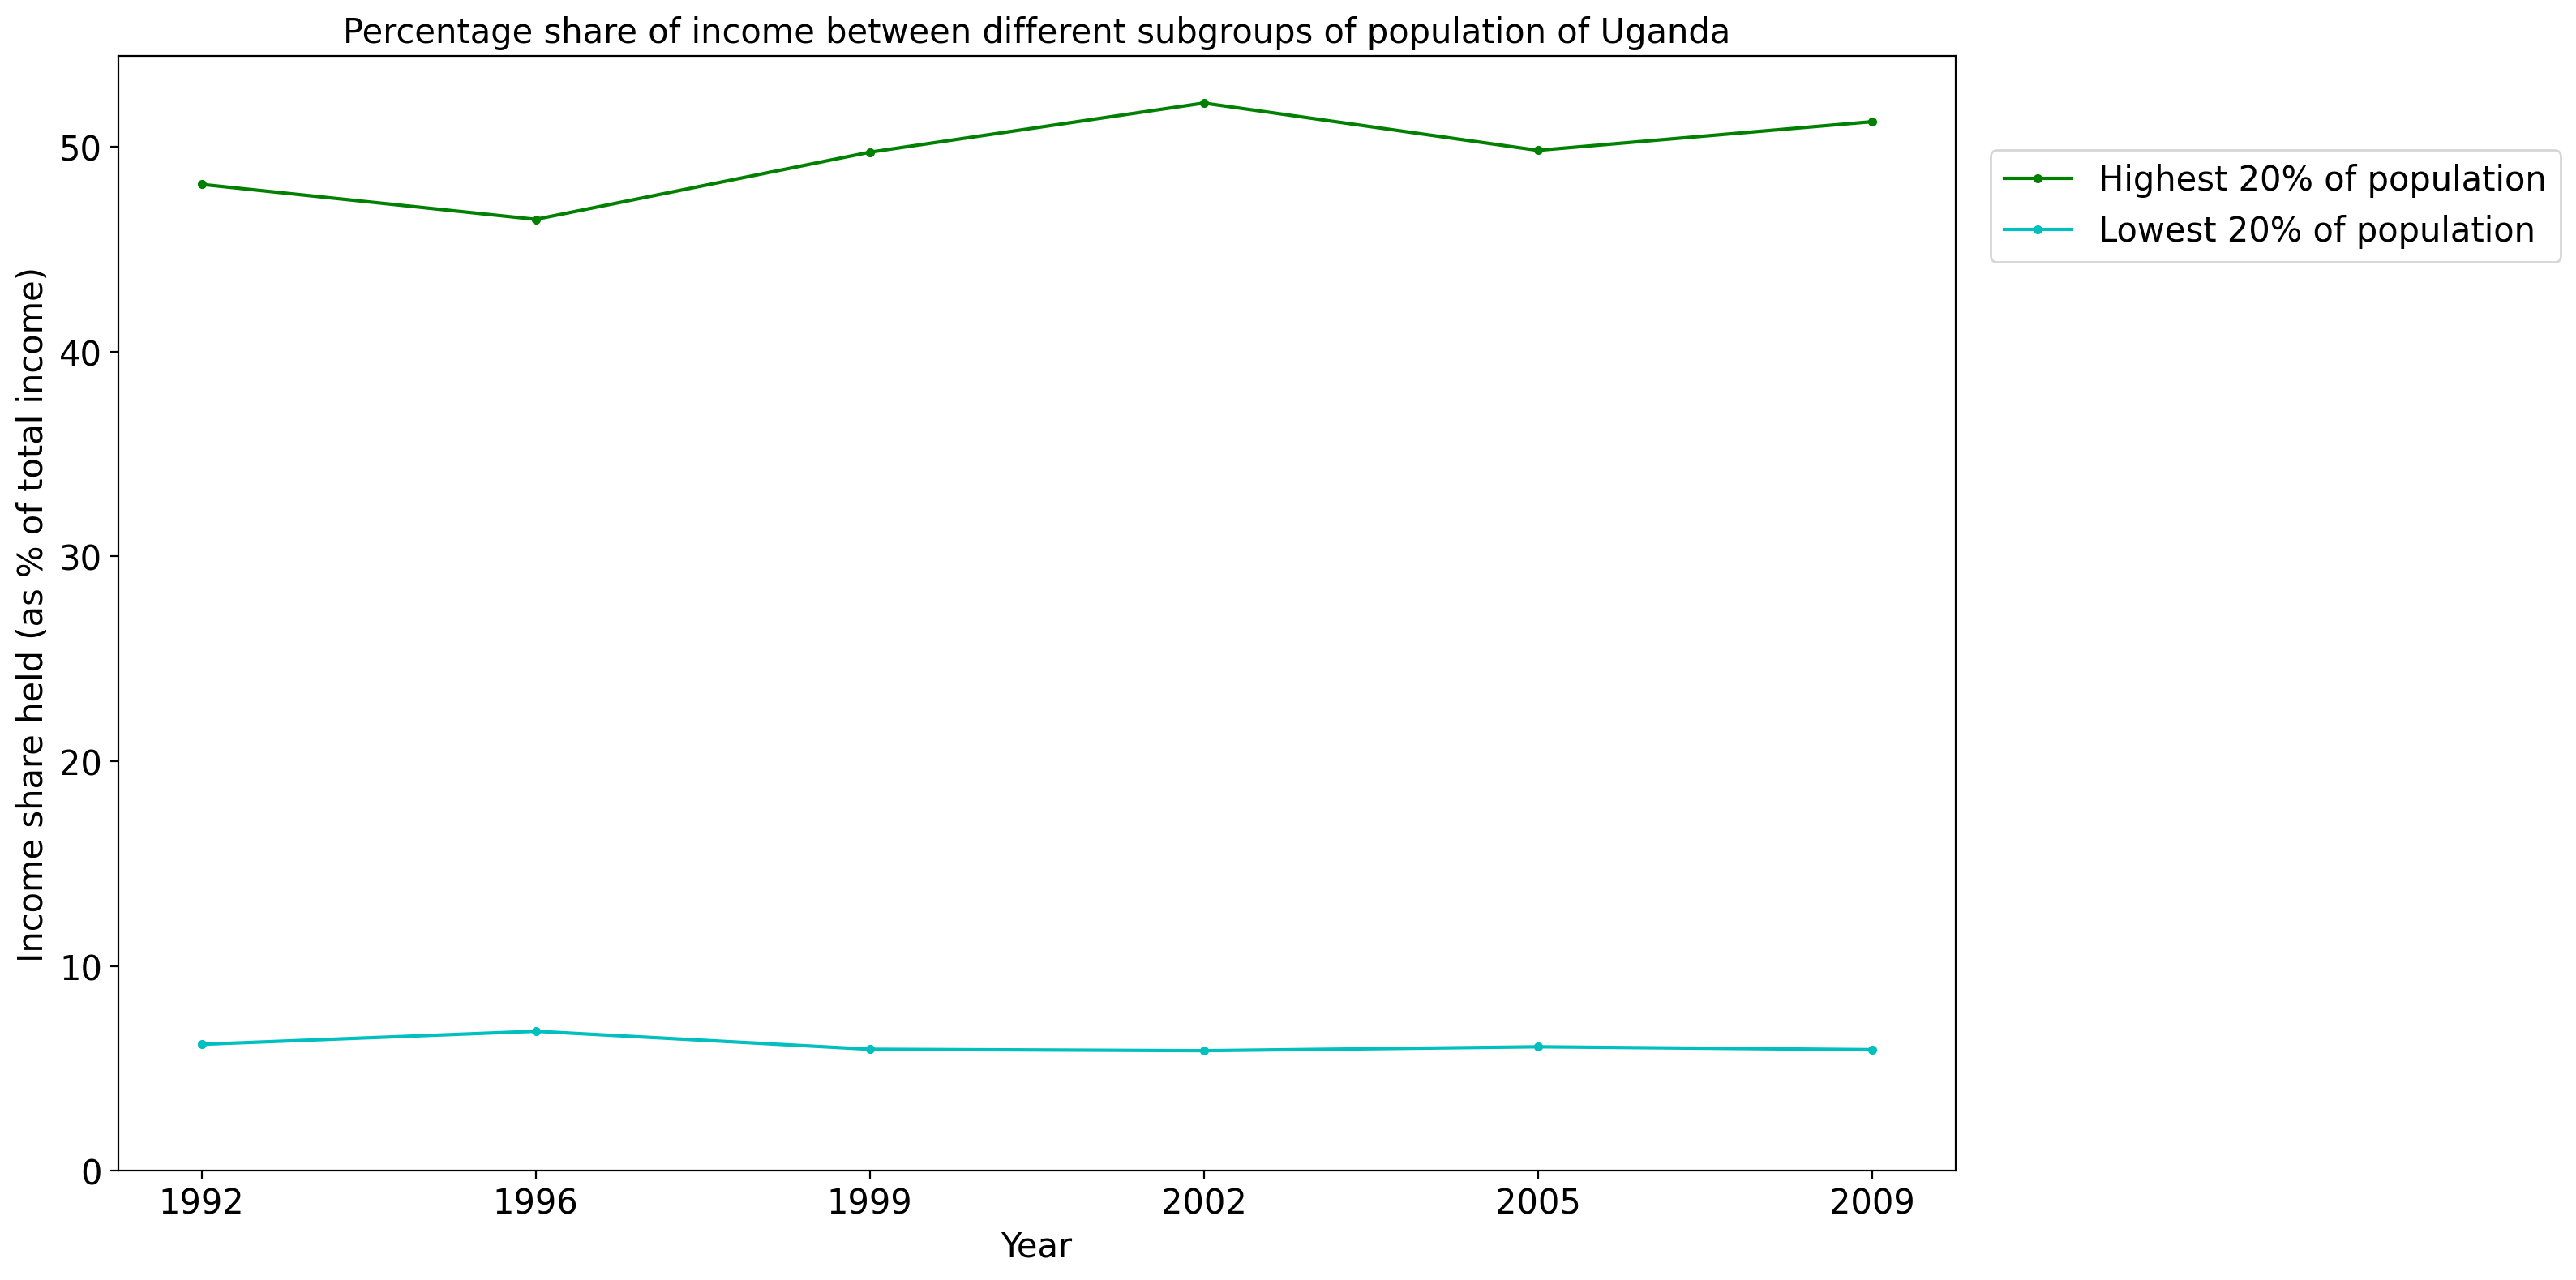 Percentage share of income between different subgroups of population of Uganda
Income share held (as % of total income)
50
40
30
20
10
0
1992 1996 1999 2002 2005 2009
Year
Highest 20% of population
Lowest 20% of population